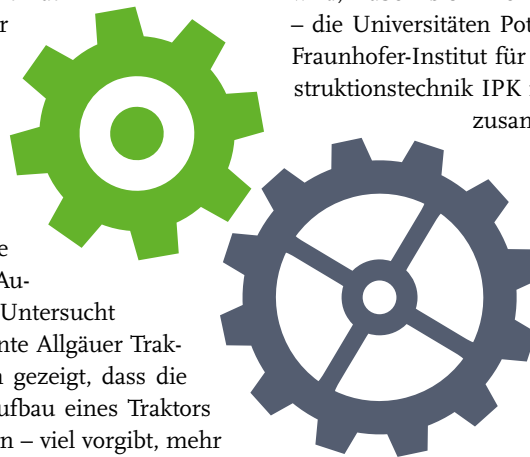 r
e
Au-
Untersucht
nte Allgäuer Trak-
gezeigt, dass die
ufbau eines Traktors
n – viel vorgibt, mehr
– die Universitäten Pot
Fraunhofer-Institut für
struktionstechnik IPK
zusan